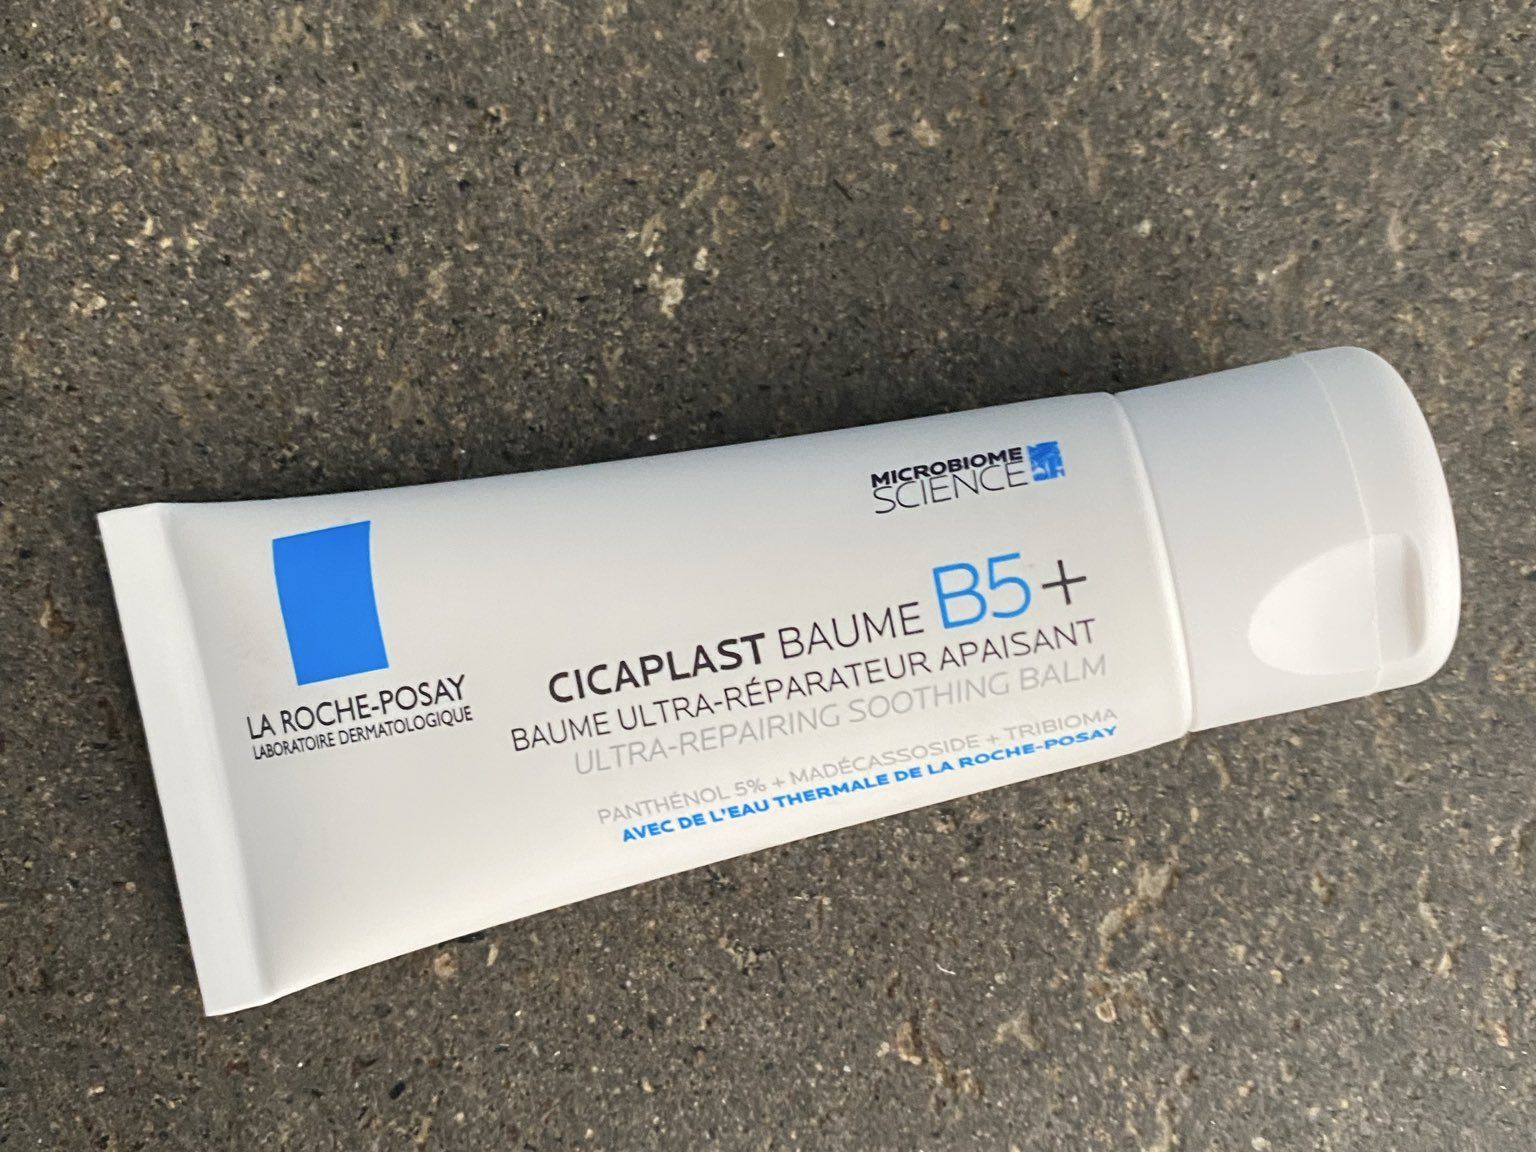 MICROBIOME
SCIENCE
LA ROCHE-POSAY
LABORATOIRE DERMATOLOGIQUE
CICAPLAST BAUME B5+
BAUME ULTRA-RÉPARATEUR APAISANT
ULTRA-REPAIRING SOOTHING BALM
PANTHÉNOL 5% + MADÉCASSOSIDE + TRIBIOMA
AVEC DE L'EAU THERMALE DE LA ROCHE-POSAY